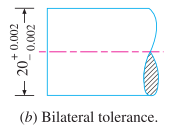 20 + 0.002
- 0.002
(b) Bilateral tolerance.